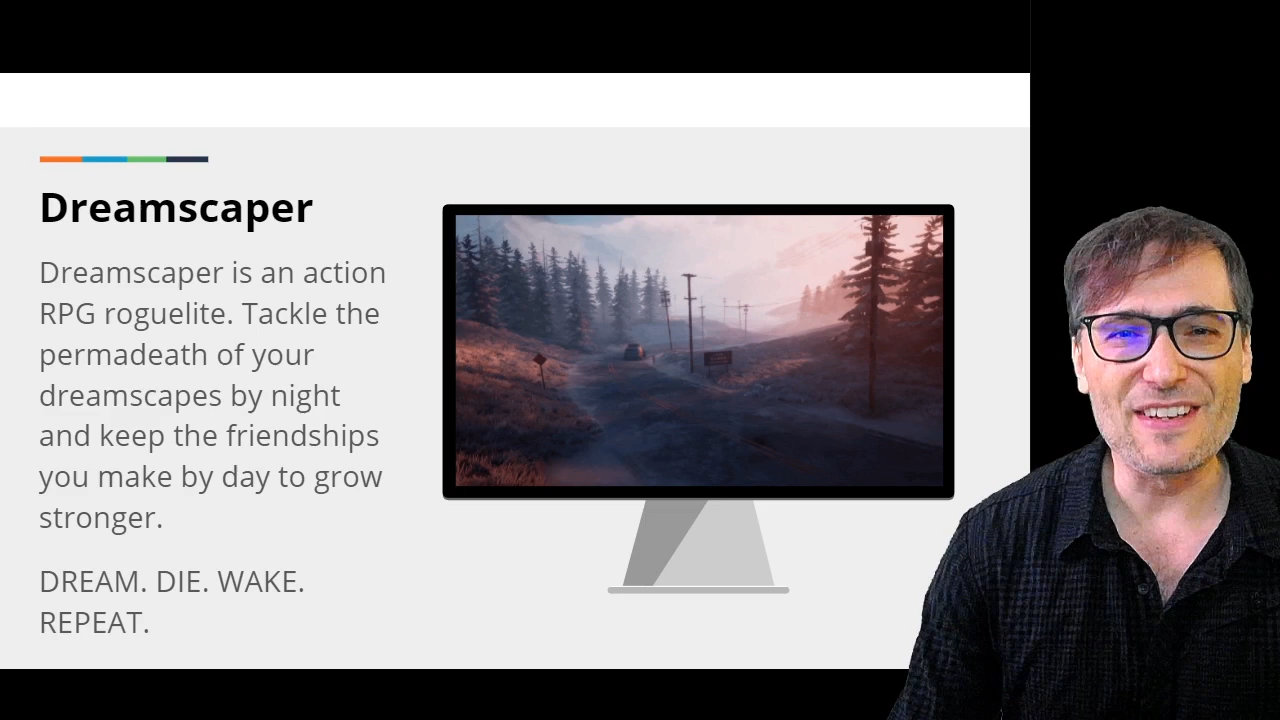 Dreamscaper
Dreamscaper is an action
RPG roguelite. Tackle the
permadeath of your
dreamscapes by night
and keep the friendships
you make by day to grow
stronger.
DREAM. DIE. WAKE.
REPEAT.